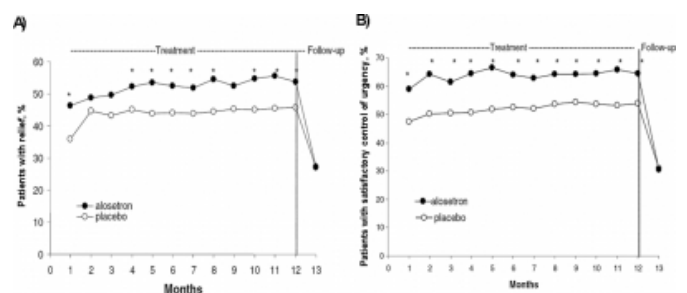 A)
Treatment
Follow-up
Patients with relief, %
60
50
40
30
20
10
0
* * * * * * * * *
alosetron
placebo
0 1 2 3 4 5 6 7 8 9 10 11 12 13
Months
B)
Treatment
Follow-up
Patients with satisfactory control of urgency, %
80
70
60
50
40
30
20
10
0
* * * * * * * * * * * *
alosetron
placebo
0 1 2 3 4 5 6 7 8 9 10 11 12 13
Months